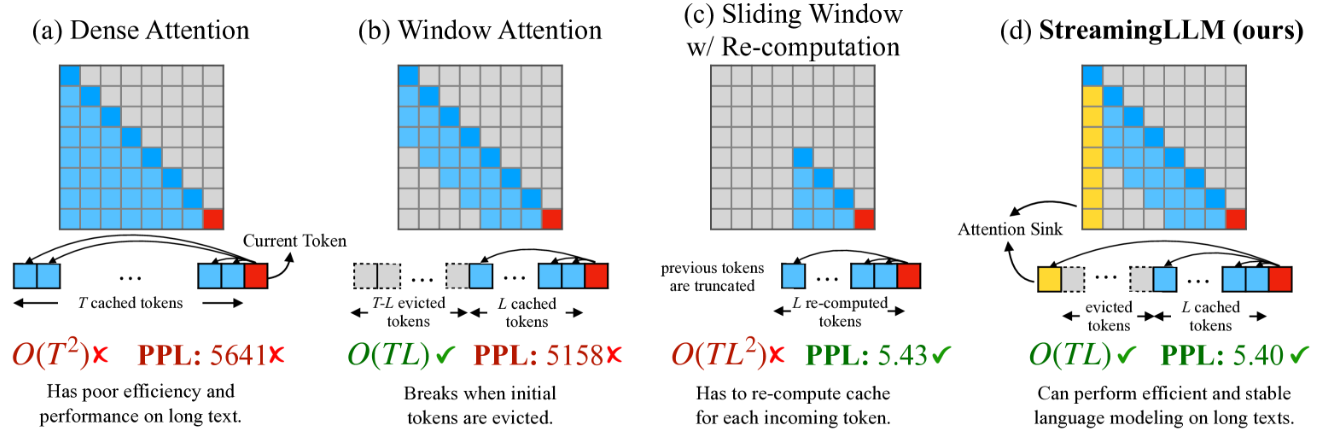 (a) Dense Attention
(b) Window Attention
(c) Sliding Window
w/ Re-computation
(d) StreamingLLM (ours)
Current Token
...
T cached tokens
...
T-L evicted
tokens
L cached
tokens
previous tokens
are truncated
...
L re-computed
tokens
Attention Sink
...
...
evicted
tokens
L cached
tokens
O(T²)✗ PPL: 5641✗
Has poor efficiency and
performance on long text.
O(TL)✓ PPL: 5158✗
Breaks when initial
tokens are evicted.
O(TL²)✗ PPL: 5.43✓
Has to re-compute cache
for each incoming token.
O(TL)✓ PPL: 5.40✓
Can perform efficient and stable
language modeling on long texts.